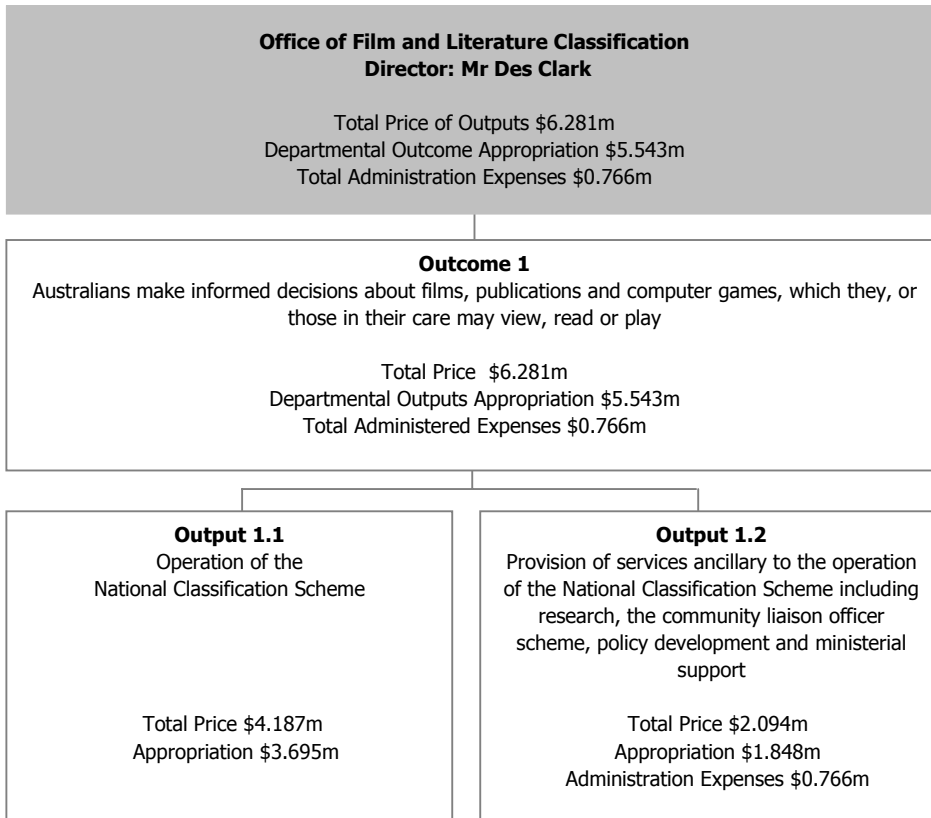 Office of Film and Literature Classification
Director: Mr Des Clark
Total Price of Outputs $6.281m
Departmental Outcome Appropriation $5.543m
Total Administration Expenses $0.766m
Outcome 1
Australians make informed decisions about films, publications and computer games, which they, or
those in their care may view, read or play
Total Price $6.281m
Departmental Outputs Appropriation $5.543m
Total Administered Expenses $0.766m
Output 1.1
Operation of the
National Classification Scheme
Total Price $4.187m
Appropriation $3.695m
Output 1.2
Provision of services ancillary to the operation
of the National Classification Scheme including
research, the community liaison officer
scheme, policy development and ministerial
support
Total Price $2.094m
Appropriation $1.848m
Administration Expenses $0.766m